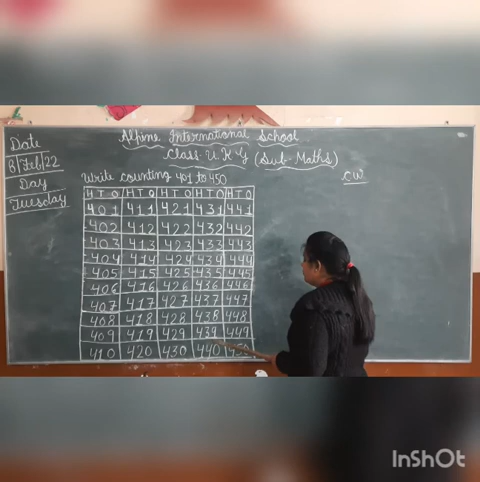 Alpine International School
Date
Class U.K.G (Sub-Maths)
8/Feb/22
Write counting 401 to 450
CW
Day
Tuesday
H T O H T O H T O H T O H T O
401 411 421 431 441
402 412 422 432 442
403 413 423 433 443
404 414 424 434 444
405 415 425 435 445
406 416 426 436 446
407 417 427 437 447
408 418 428 438 448
409 419 429 439 449
410 420 430 440 450
InShOt